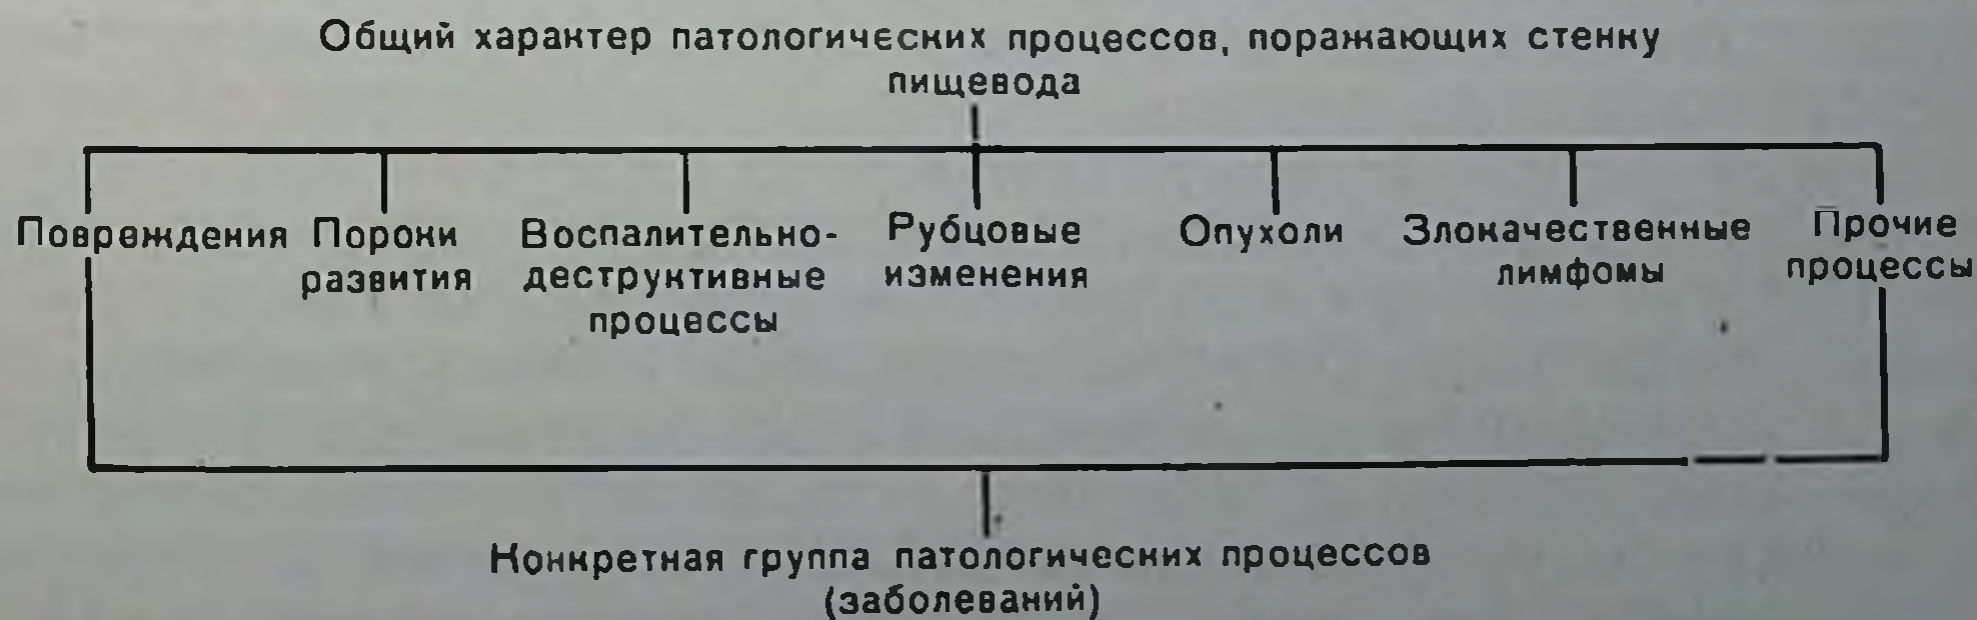 Общий характер патологических процессов, поражающих стенку
пищевода
Повреждения
Пороки
развития
Воспалительно-
деструктивные
процессы
Рубцовые
изменения
Опухоли
Злокачественные
лимфомы
Прочие
процессы
Конкретная группа патологических процессов
(заболеваний)